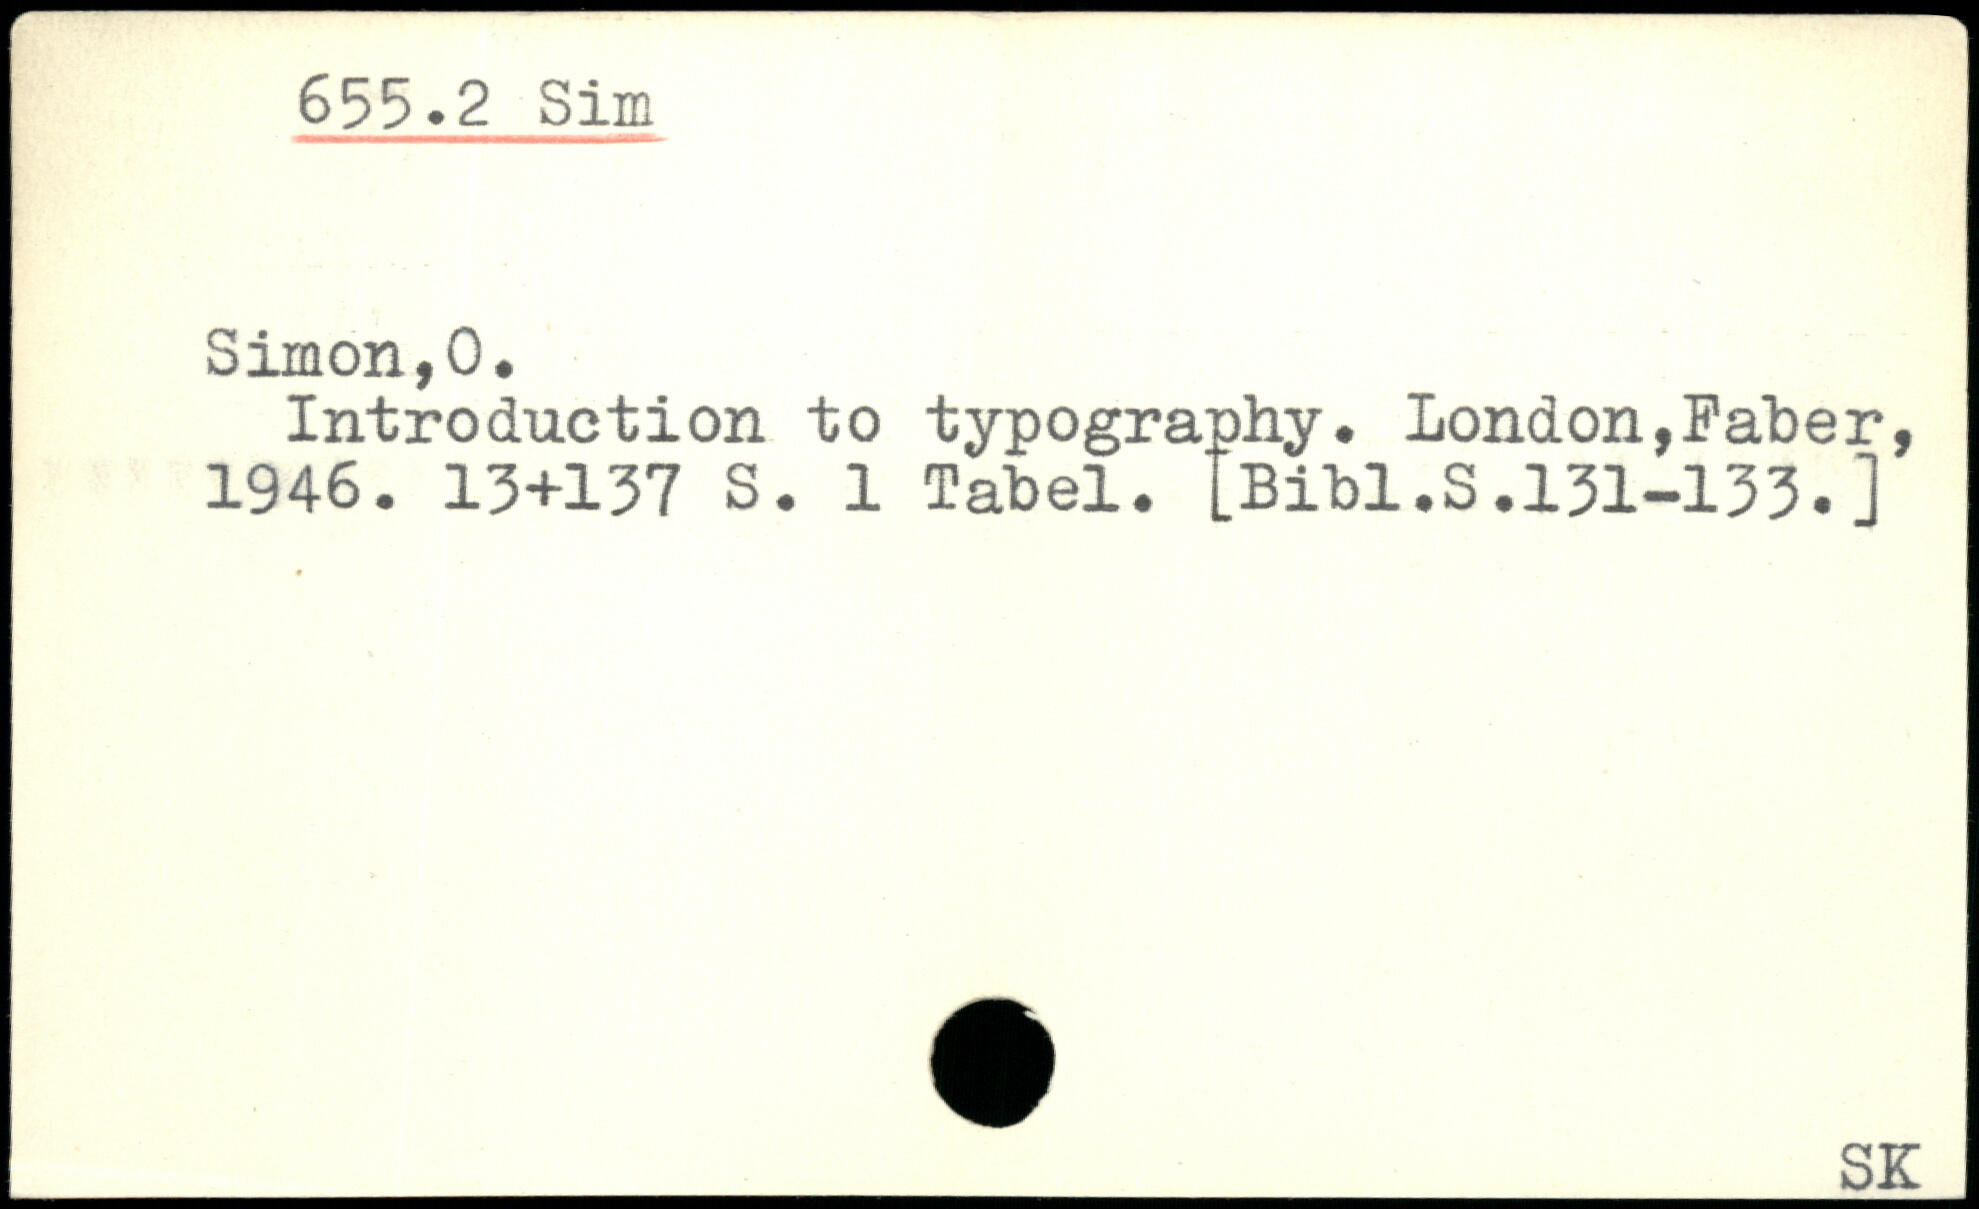 655.2 Sim
Simon,O.
Introduction to typography. London,Faber,
1946. 13+137 S. 1 Tabel. [Bibl.S.131-133.]
SK